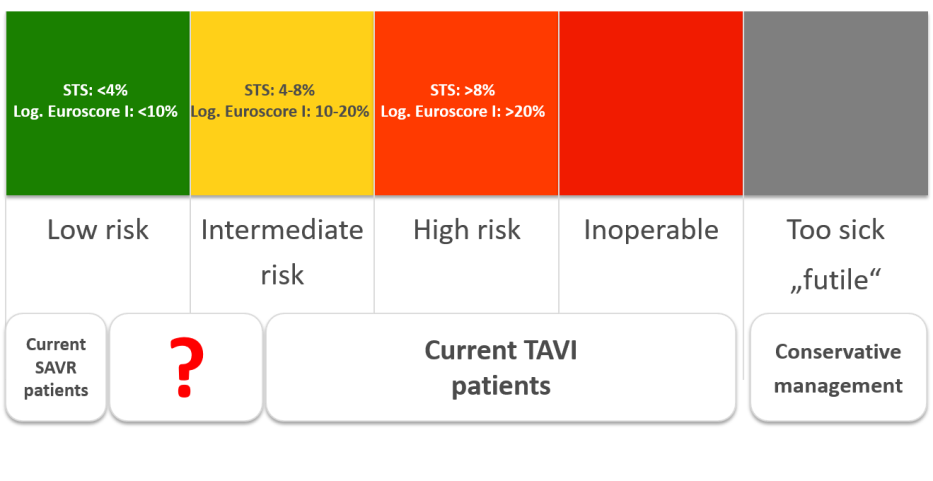 STS: <4%
Log. Euroscore I: <10%
STS: 4-8%
Log. Euroscore I: 10-20%
STS: >8%
Log. Euroscore I: >20%
Low risk
Intermediate
risk
High risk
Inoperable
Too sick
„futile“
Current
SAVR
patients
?
Current TAVI
patients
Conservative
management